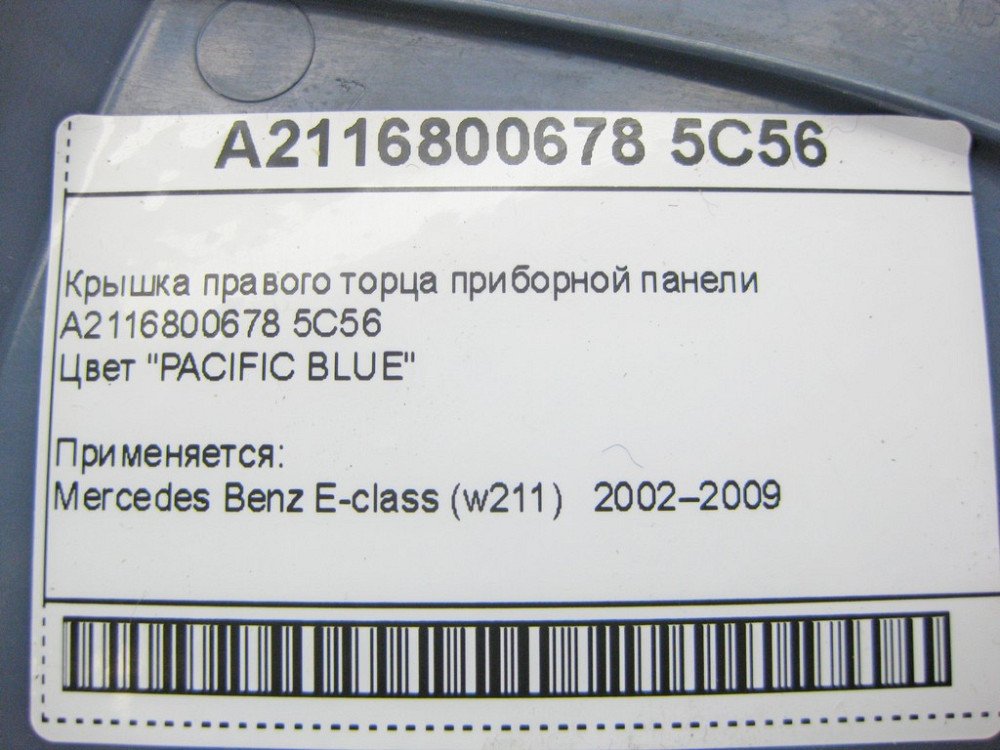 A2116800678 5C56
Крышка правого торца приборной панели
A2116800678 5C56
Цвет "PACIFIC BLUE"
Применяется:
Mercedes Benz E-class (w211) 2002–2009